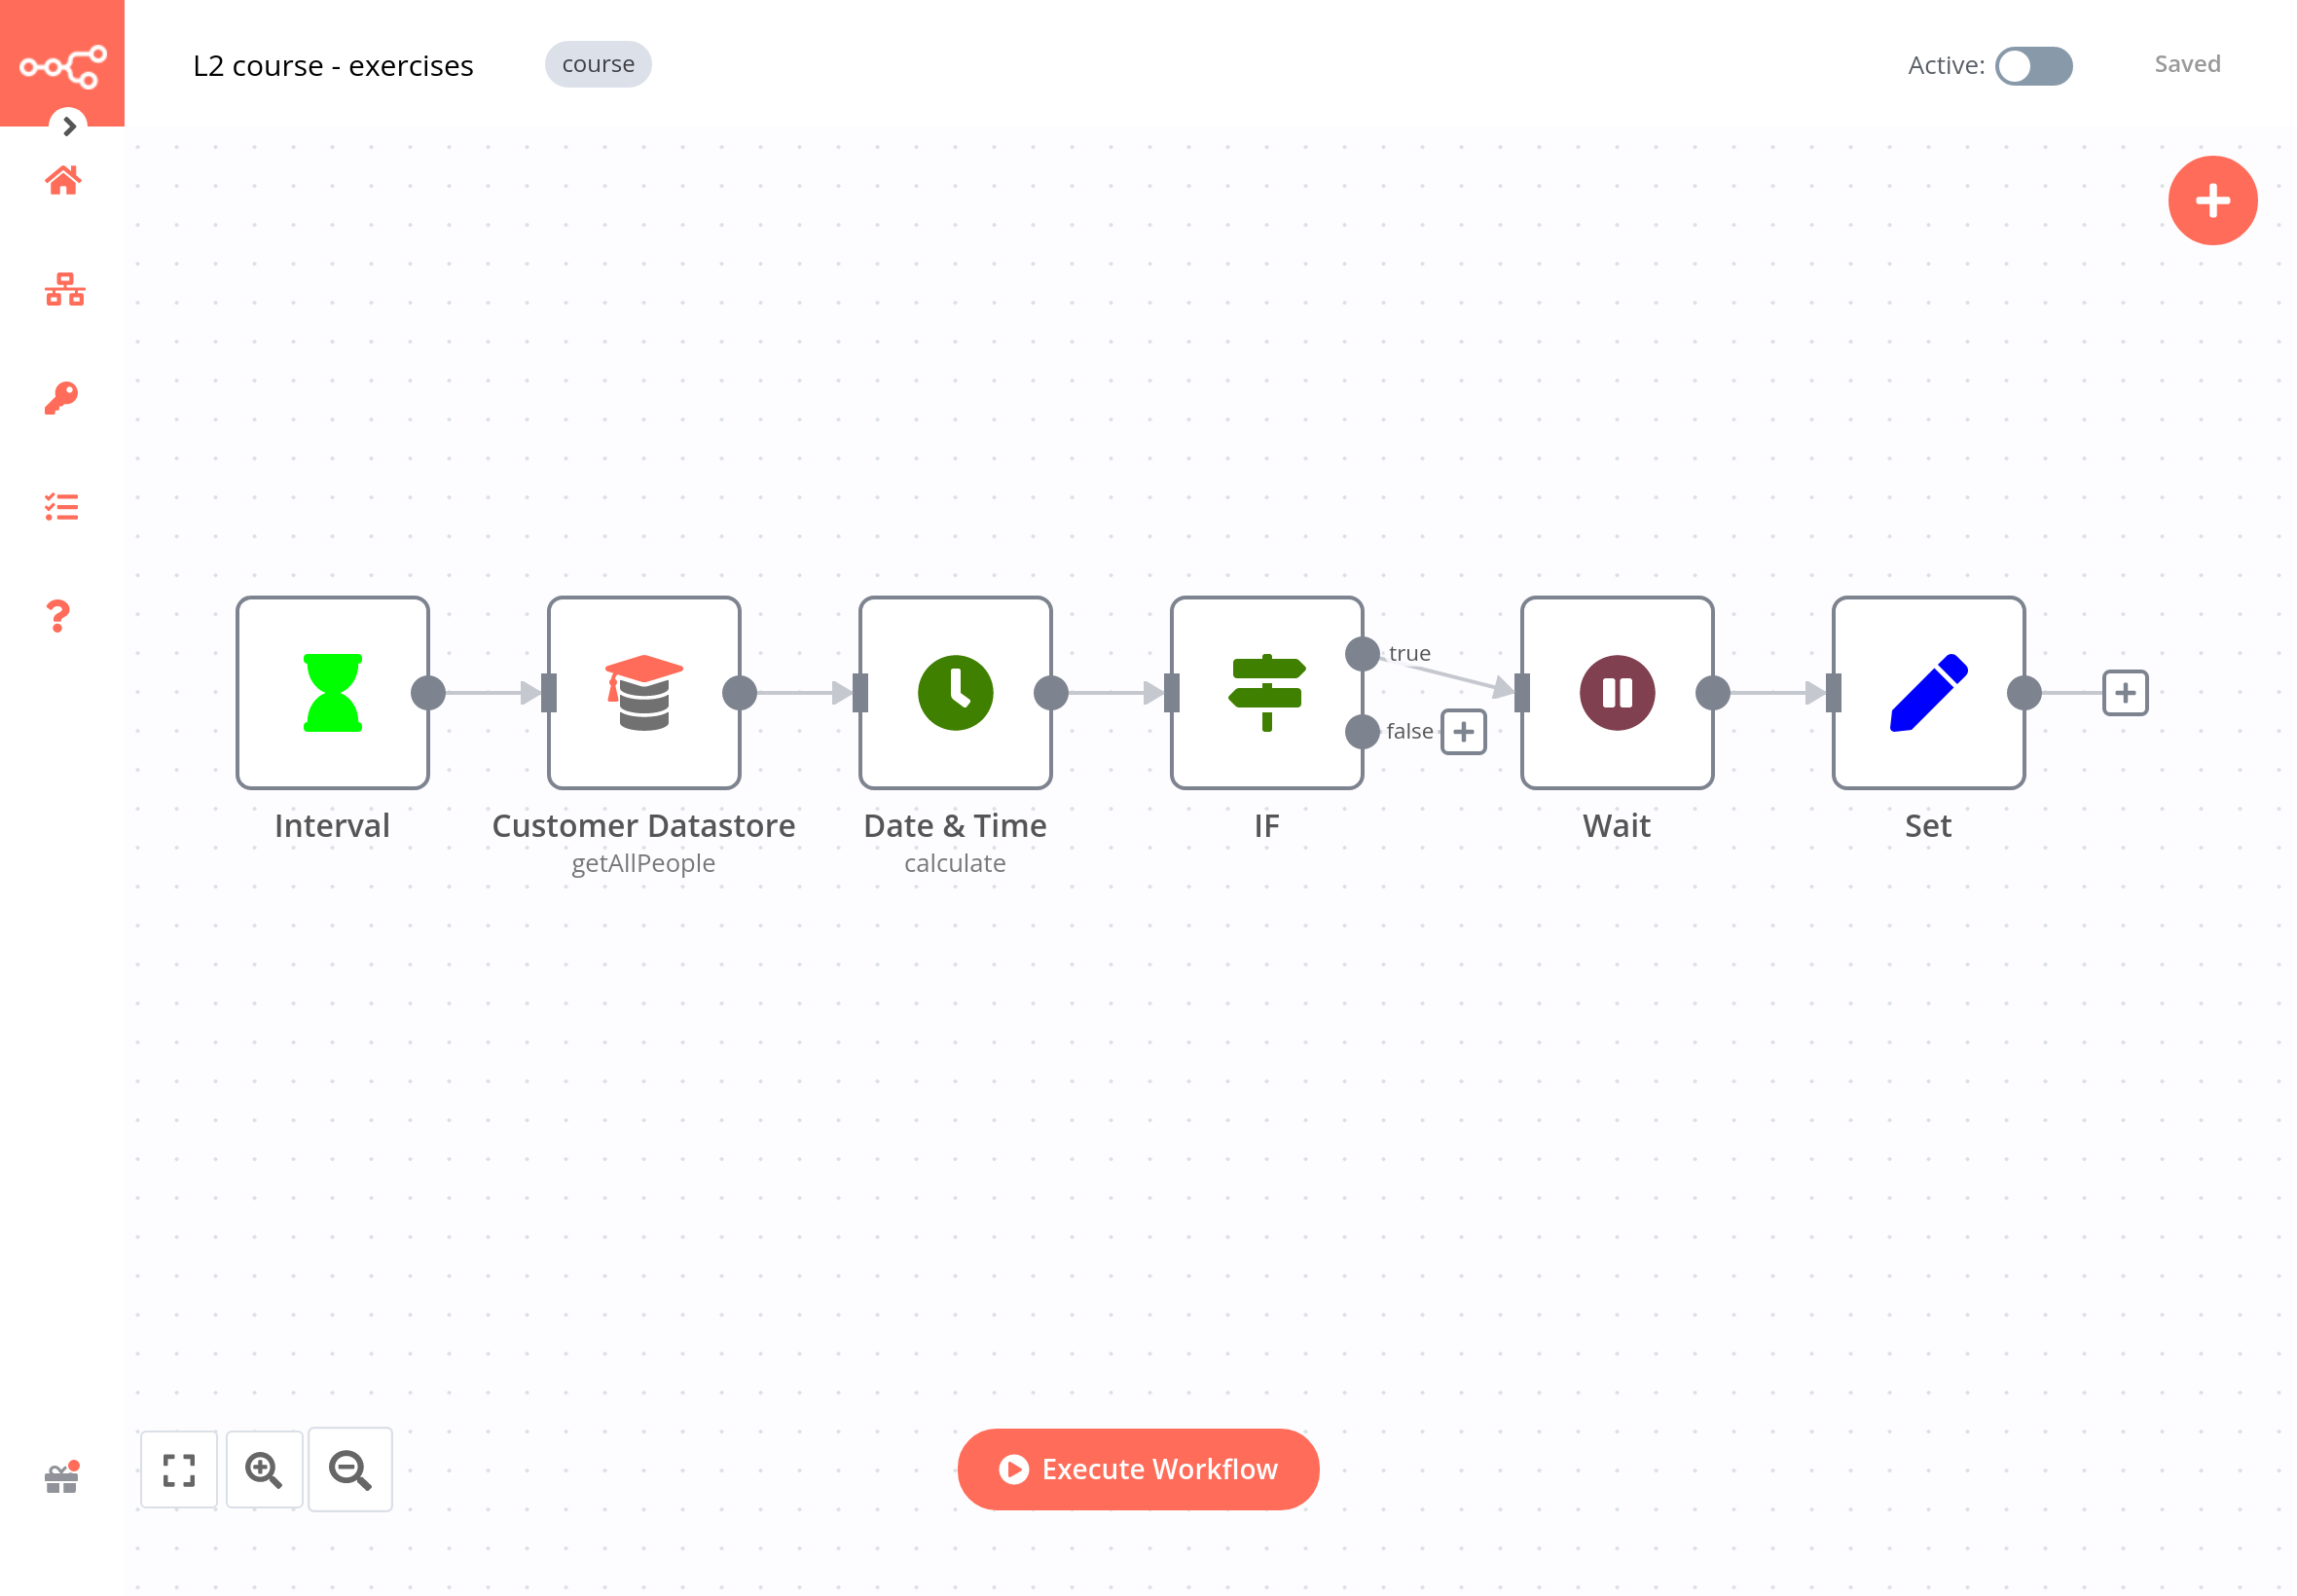 L2 course - exercises
course
Active:
Saved
true
false
Interval
Customer Datastore
getAllPeople
Date & Time
calculate
IF
Wait
Set
Execute Workflow